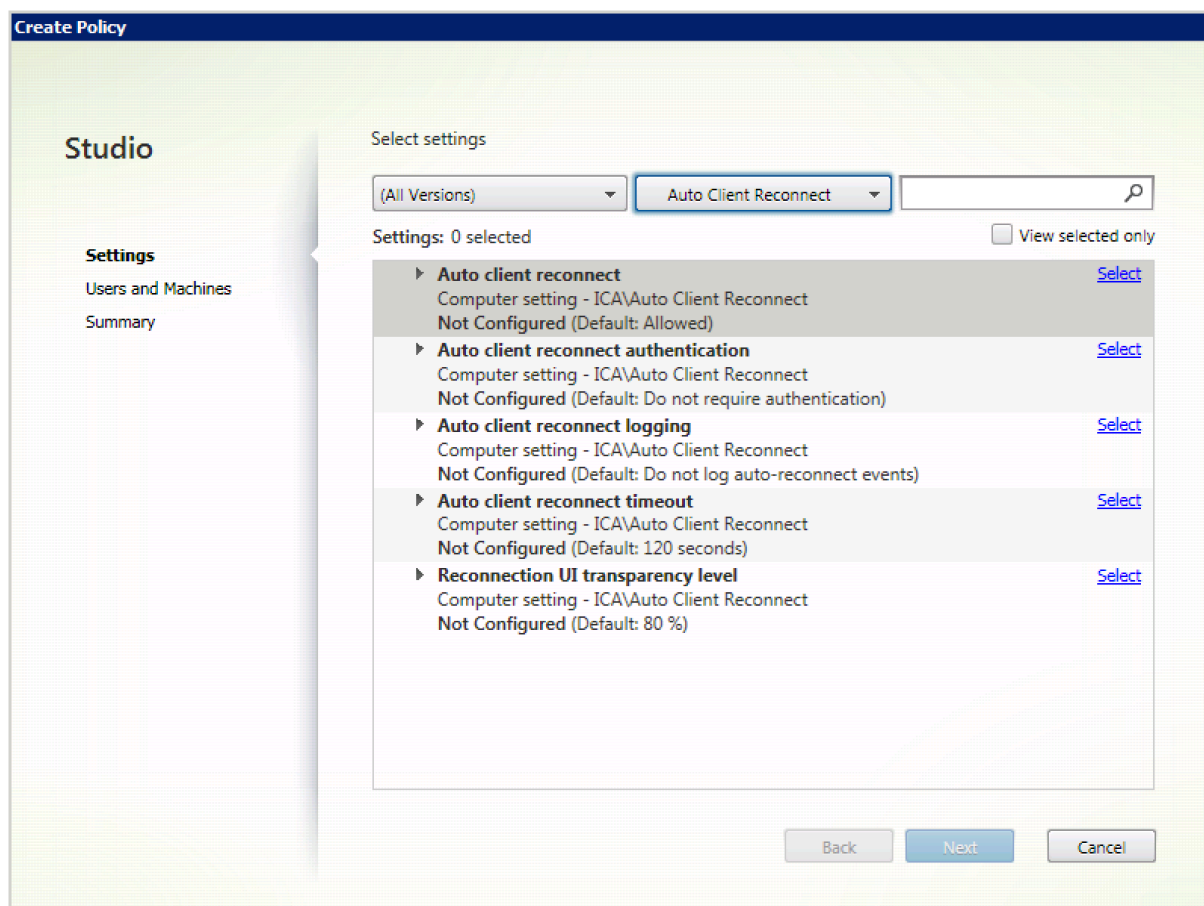 Create Policy
Studio
Settings
Users and Machines
Summary
Select settings
(All Versions)
Auto Client Reconnect
Settings: 0 selected
View selected only
Auto client reconnect
Select
Computer setting - ICA\Auto Client Reconnect
Not Configured (Default: Allowed)
Auto client reconnect authentication
Select
Computer setting - ICA\Auto Client Reconnect
Not Configured (Default: Do not require authentication)
Auto client reconnect logging
Select
Computer setting - ICA\Auto Client Reconnect
Not Configured (Default: Do not log auto-reconnect events)
Auto client reconnect timeout
Select
Computer setting - ICA\Auto Client Reconnect
Not Configured (Default: 120 seconds)
Reconnection UI transparency level
Select
Computer setting - ICA\Auto Client Reconnect
Not Configured (Default: 80 %)
Back
Next
Cancel